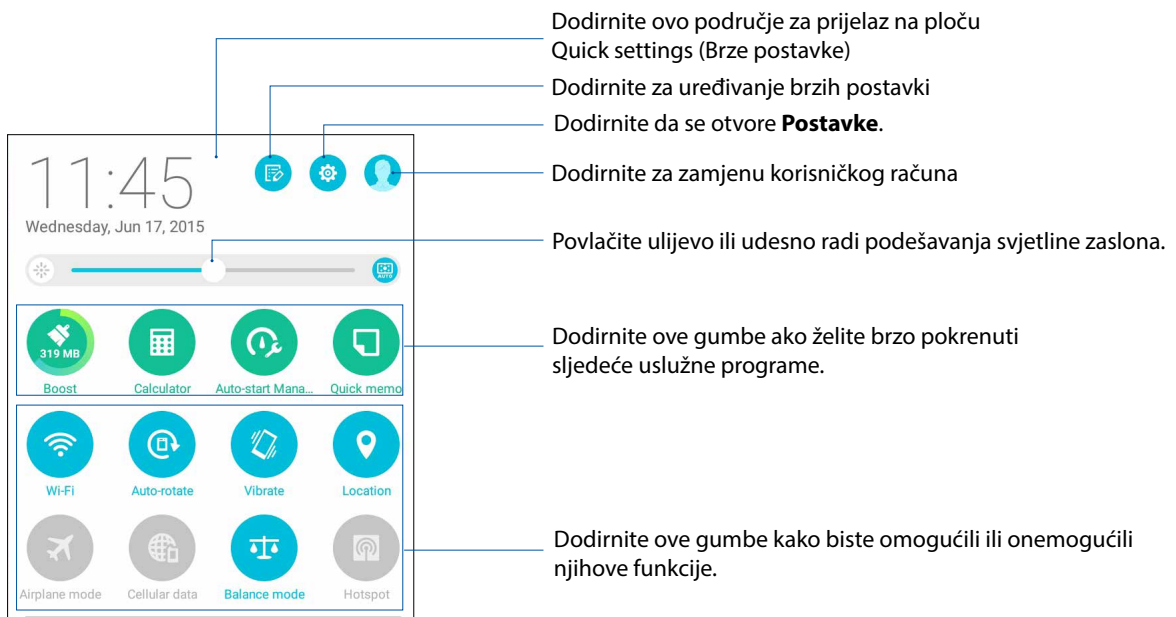 Dodirnite ovo područje za prijelaz na ploču
Quick settings (Brze postavke)
Dodirnite za uređivanje brzih postavki
Dodirnite da se otvore Postavke.
11:45
Dodirnite za zamjenu korisničkog računa
Wednesday, Jun 17, 2015
Povlačite ulijevo ili udesno radi podešavanja svjetline zaslona.
AUTO
319 MB
Boost
Calculator
Auto-start Mana...
Quick memo
Dodirnite ove gumbe ako želite brzo pokrenuti
sljedeće uslužne programe.
Wi-Fi
Auto-rotate
Vibrate
Location
Airplane mode
Cellular data
Balance mode
Hotspot
Dodirnite ove gumbe kako biste omogućili ili onemogućili
njihove funkcije.